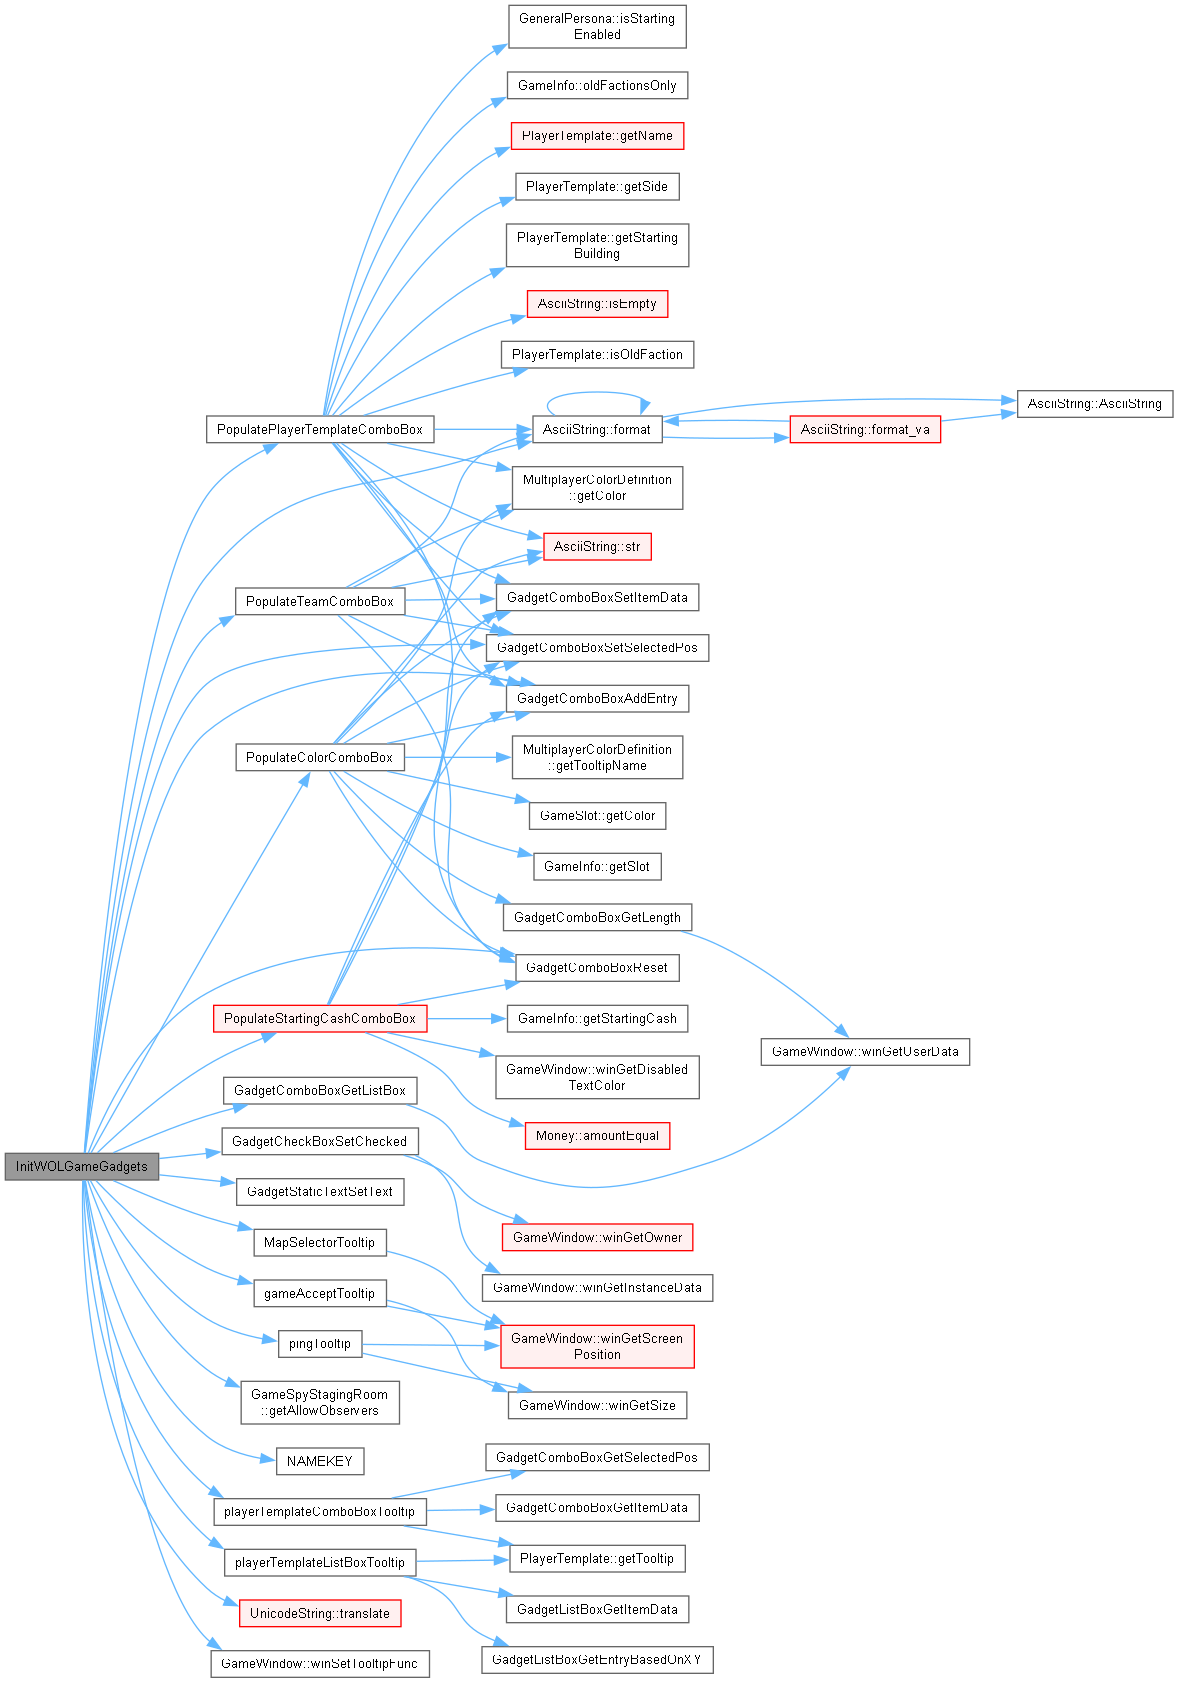 GeneralPersona::isStarting
Enabled
GameInfo::oldFactionsOnly
PlayerTemplate::getName
PlayerTemplate::getSide
PlayerTemplate::getStarting
Building
AsciiString::isEmpty
PlayerTemplate::isOldFaction
AsciiString::AsciiString
PopulatePlayerTemplateComboBox
AsciiString::format
AsciiString::format_va
MultiplayerColorDefinition
::getColor
AsciiString::str
PopulateTeamComboBox
GadgetComboBoxSetItemData
GadgetComboBoxSetSelectedPos
GadgetComboBoxAddEntry
PopulateColorComboBox
MultiplayerColorDefinition
::getTooltipName
GameSlot::getColor
GameInfo::getSlot
GadgetComboBoxGetLength
GadgetComboBoxReset
PopulateStartingCashComboBox
GameInfo::getStartingCash
GameWindow::winGetUserData
GameWindow::winGetDisabled
TextColor
GadgetComboBoxGetListBox
Money::amountEqual
GadgetCheckBoxSetChecked
InitWOLGameGadgets
GadgetStaticTextSetText
GameWindow::winGetOwner
MapSelectorTooltip
GameWindow::winGetInstanceData
gameAcceptTooltip
pingTooltip
GameWindow::winGetScreen
Position
GameSpyStagingRoom
::getAllowObservers
GameWindow::winGetSize
NAMEKEY
GadgetComboBoxGetSelectedPos
playerTemplateComboBoxTooltip
GadgetComboBoxGetItemData
playerTemplateListBoxTooltip
PlayerTemplate::getTooltip
UnicodeString::translate
GadgetListBoxGetItemData
GameWindow::winSetTooltipFunc
GadgetListBoxGetEntryBasedOnXY